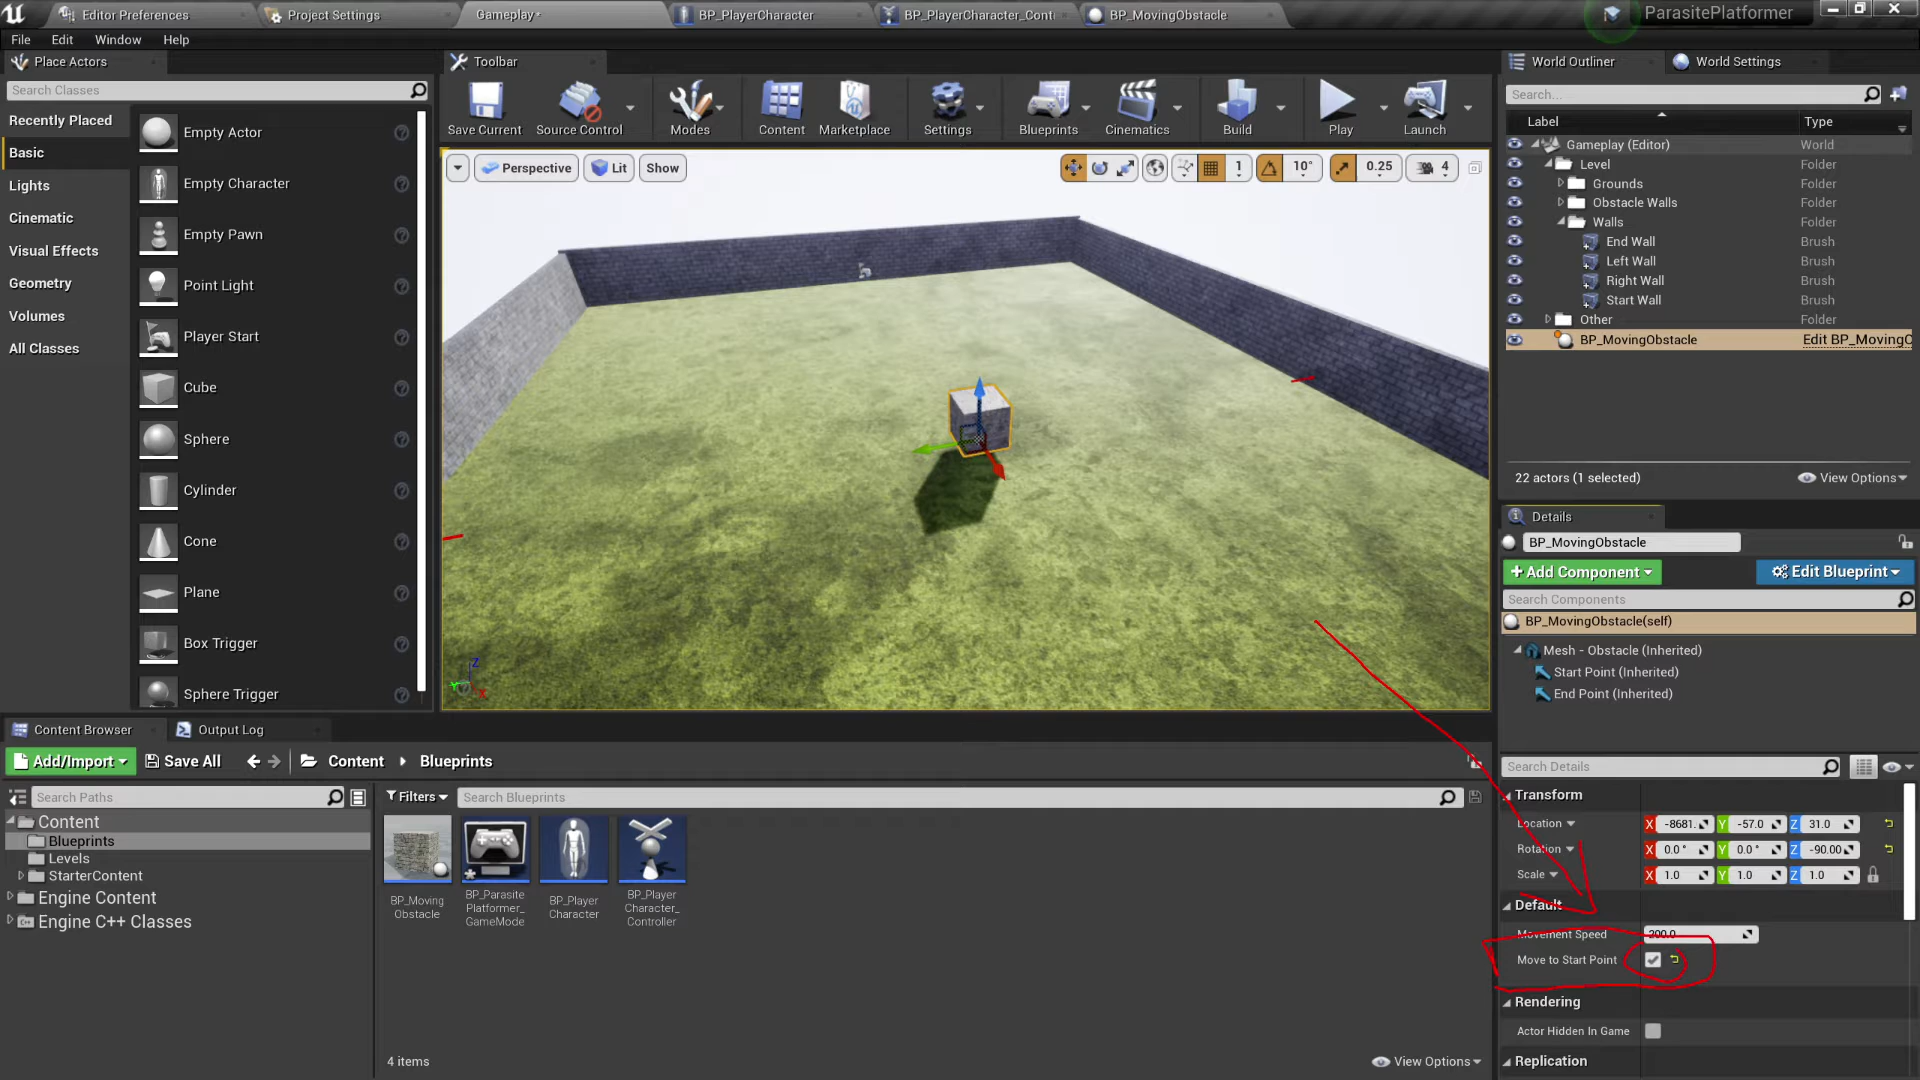 Editor Preferences
Project Settings
Gameplay*
BP_PlayerCharacter
BP_PlayerCharacter_Conti
BP_MovingObstacle
ParasitePlatformer
File
Edit
Window
Help
Place Actors
Search Classes
Recently Placed
Basic
Lights
Cinematic
Visual Effects
Geometry
Volumes
All Classes
Empty Actor
Empty Character
Empty Pawn
Point Light
Player Start
Cube
Sphere
Cylinder
Cone
Plane
Box Trigger
Sphere Trigger
Toolbar
Save Current
Source Control
Modes
Content
Marketplace
Settings
Blueprints
Cinematics
Build
Play
Launch
Perspective
Lit
Show
1
10°
0.25
4
Z
X
World Outliner
World Settings
Search...
Label
Type
Gameplay (Editor) World
Level Folder
Grounds Folder
Obstacle Walls Folder
Walls Folder
End Wall Brush
Left Wall Brush
Right Wall Brush
Start Wall Brush
Other Folder
BP_MovingObstacle Edit BP_MovingO
22 actors (1 selected)
View Options
Details
BP_MovingObstacle
+ Add Component
Edit Blueprint
Search Components
BP_MovingObstacle(self)
Mesh - Obstacle (Inherited)
Start Point (Inherited)
End Point (Inherited)
Search Details
Transform
Location X -8681. Y -57.0 Z 31.0
Rotation X 0.0 ° Y 0.0 ° Z -90.00
Scale X 1.0 Y 1.0 Z 1.0
Default
Movement Speed 200.0
Move to Start Point
Rendering
Actor Hidden In Game
Replication
Content Browser
Output Log
Add/Import
Save All
Content
Blueprints
Search Paths
Filters
Search Blueprints
Content
Blueprints
Levels
StarterContent
Engine Content
Engine C++ Classes
BP_Moving
Obstacle
BP_Parasite
Platformer_
GameMode
BP_Player
Character
BP_Player
Character_
Controller
4 items
View Options